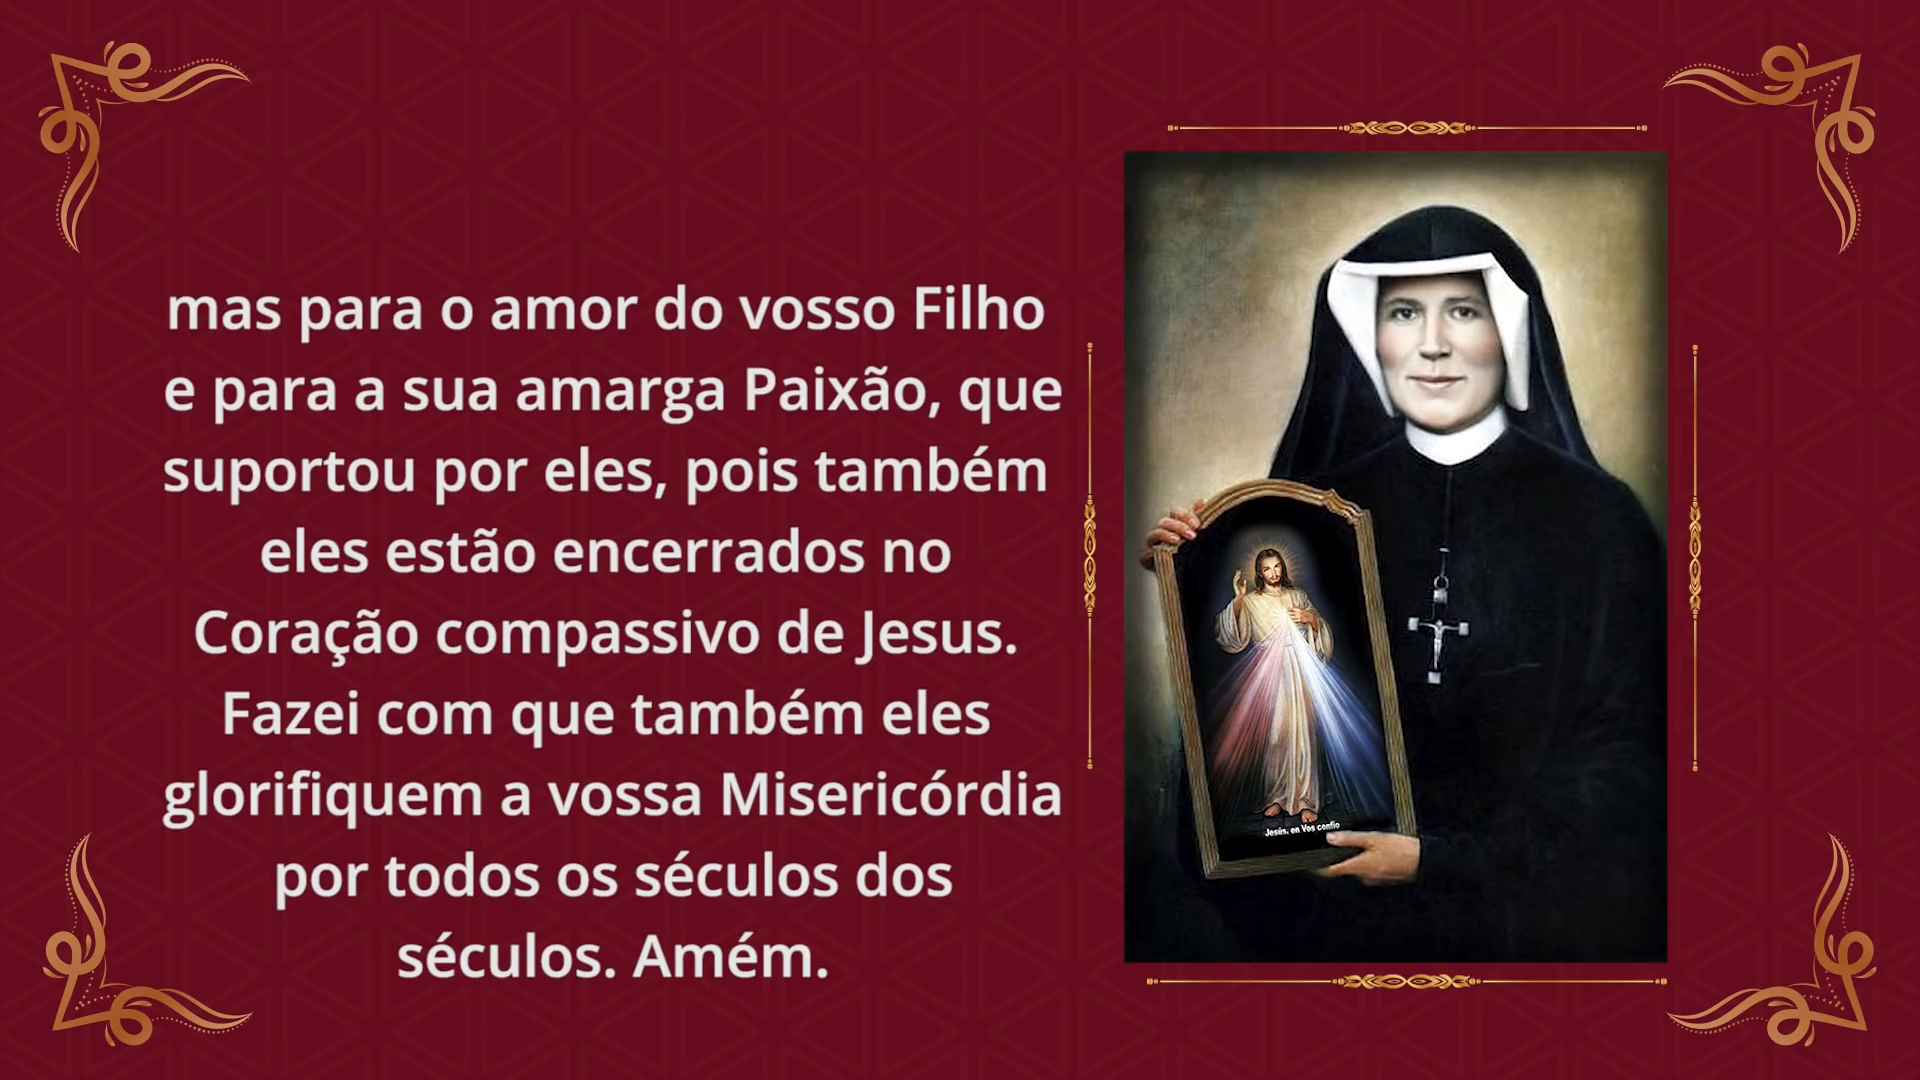 mas para o amor do vosso Filho
e para a sua amarga Paixão, que
suportou por eles, pois também
eles estão encerrados no
Coração compassivo de Jesus.
Fazei com que também eles
glorifiquem a vossa Misericórdia
por todos os séculos dos
séculos. Amém.
Jesús, en Vos confío